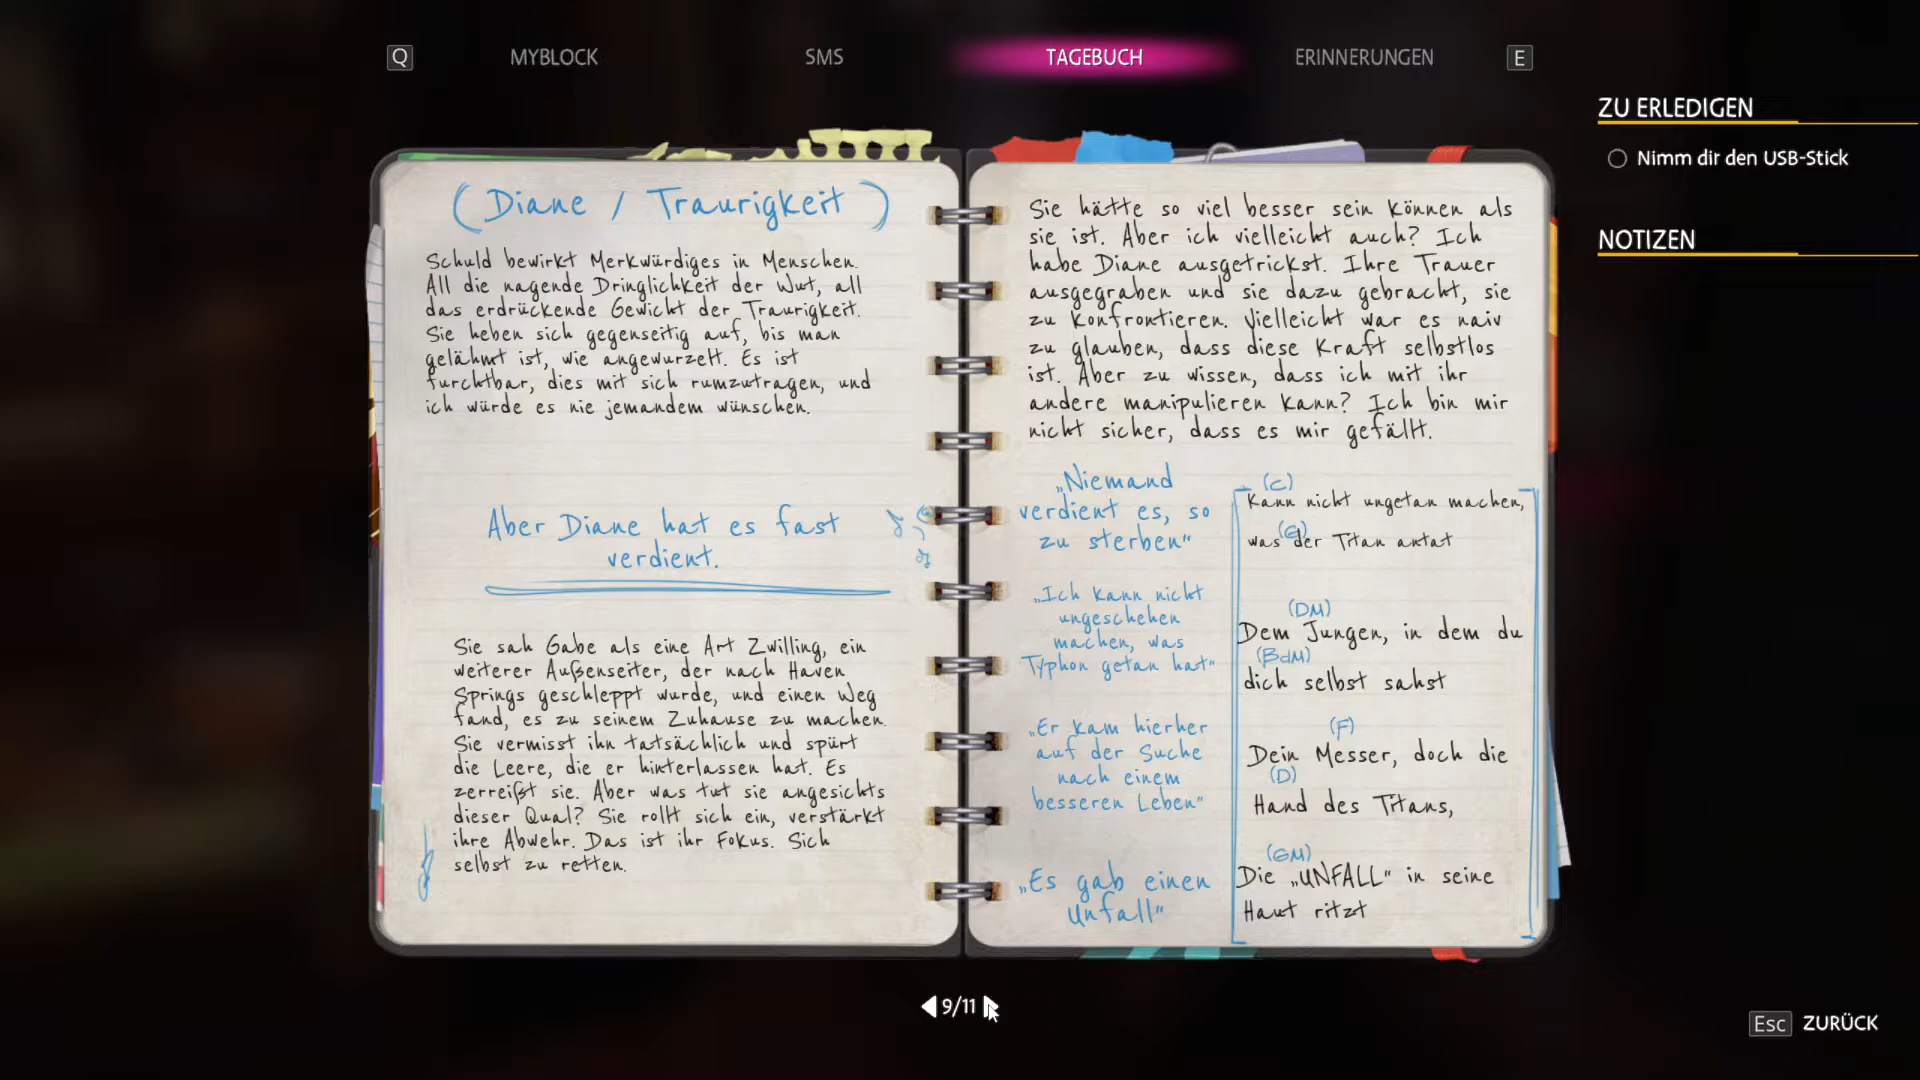 Q
MYBLOCK
SMS
TAGEBUCH
ERINNERUNGEN
E
ZU ERLEDIGEN
Nimm dir den USB-Stick
NOTIZEN
(Diane / Traurigkeit)
Schuld bewirkt Merkwürdiges in Menschen.
All die nagende Dringlichkeit der Wut, all
das erdrückende Gewicht der Traurigkeit.
Sie heben sich gegenseitig auf, bis man
gelähmt ist, wie angewurzelt. Es ist
furchtbar, dies mit sich rumzutragen, und
ich würde es nie jemandem wünschen.
Aber Diane hat es fast
verdient.
Sie sah Gabe als eine Art Zwilling, ein
weiterer Außenseiter, der nach Haven
Springs geschleppt wurde, und einen Weg
fand, es zu seinem Zuhause zu machen.
Sie vermisst ihn tatsächlich und spürt
die Leere, die er hinterlassen hat. Es
zerreißt sie. Aber was tut sie angesichts
dieser Qual? Sie rollt sich ein, verstärkt
ihre Abwehr. Das ist ihr Fokus. Sich
selbst zu retten.
Sie hätte so viel besser sein können als
sie ist. Aber ich vielleicht auch? Ich
habe Diane ausgetrickst. Ihre Trauer
ausgegraben und sie dazu gebracht, sie
zu konfrontieren. Vielleicht war es naiv
zu glauben, dass diese Kraft selbstlos
ist. Aber zu wissen, dass ich mit ihr
andere manipulieren kann? Ich bin mir
nicht sicher, dass es mir gefällt.
„Niemand
verdient es, so
zu sterben“
„Ich kann nicht
ungeschehen
machen, was
Typhon getan hat“
„Er kam hierher
auf der Suche
nach einem
besseren Leben“
„Es gab einen
Unfall“
(C)
Kann nicht ungetan machen,
(G)
was der Titan antat
(DM)
Dem Jungen, in dem du
(BdM)
dich selbst sahst
(F)
Dein Messer, doch die
(D)
Hand des Titans,
(GM)
Die „UNFALL“ in seine
Haut ritzt
9/11
Esc ZURÜCK